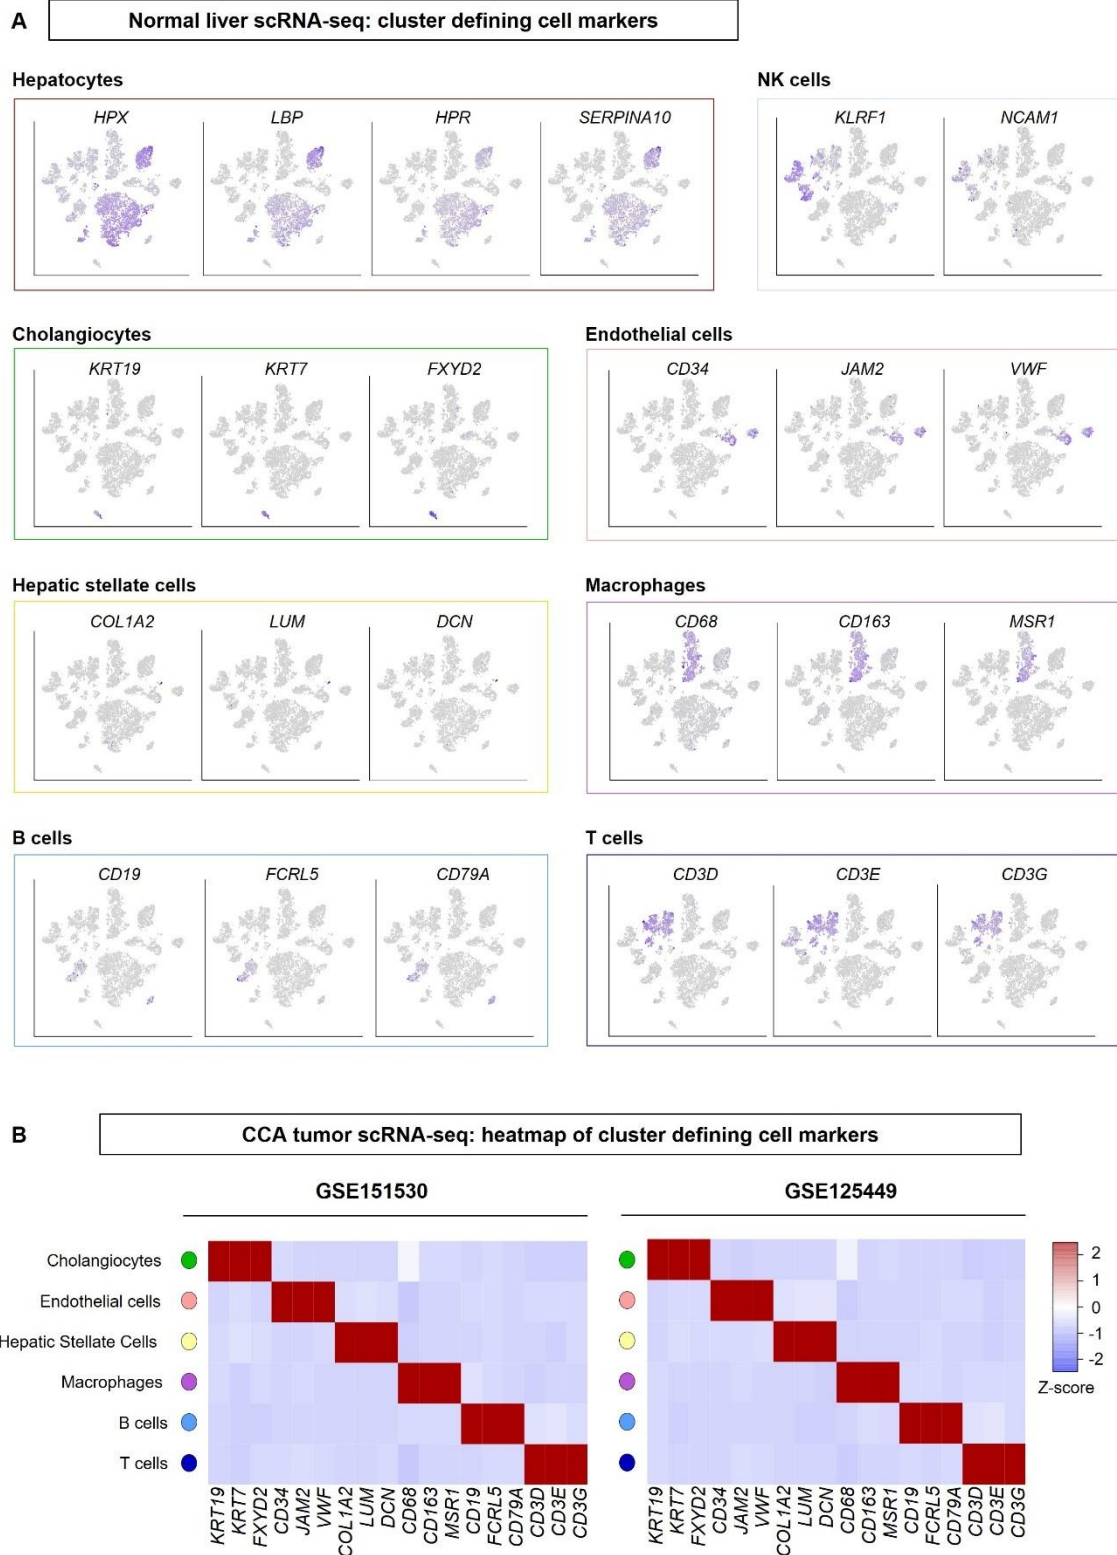 A
Normal liver scRNA-seq: cluster defining cell markers
Hepatocytes
HPX LBP HPR SERPINA10
NK cells
KLRF1 NCAM1
Cholangiocytes
KRT19 KRT7 FXYD2
Endothelial cells
CD34 JAM2 VWF
Hepatic stellate cells
COL1A2 LUM DCN
Macrophages
CD68 CD163 MSR1
B cells
CD19 FCRL5 CD79A
T cells
CD3D CD3E CD3G
B
CCA tumor scRNA-seq: heatmap of cluster defining cell markers
GSE151530 GSE125449
Cholangiocytes
Endothelial cells
Hepatic Stellate Cells
Macrophages
B cells
T cells
KRT19 KRT7 FXYD2 CD34 JAM2 VWF COL1A2 LUM DCN CD68 CD163 MSR1 CD19 FCRL5 CD79A CD3D CD3E CD3G
KRT19 KRT7 FXYD2 CD34 JAM2 VWF COL1A2 LUM DCN CD68 CD163 MSR1 CD19 FCRL5 CD79A CD3D CD3E CD3G
2
1
0
-1
-2
Z-score